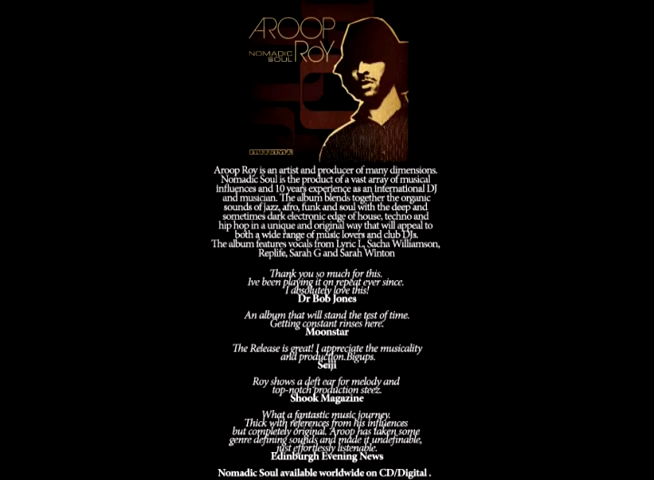 AROOP
ROY
NOMADIC
SOUL
FREESTYLE
Aroop Roy is an artist and producer of many dimensions.
Nomadic Soul is the product of a vast array of musical
influences and 10 years experience as an international DJ
and musician. The album blends together the organic
sounds of jazz, afro, funk and soul with the deep and
sometimes dark electronic edge of house, techno and
hip hop in a unique and original way that will appeal to
both a wide range of music lovers and club DJs.
The album features vocals from Lyric L, Sacha Williamson,
Replife, Sarah G and Sarah Winton
Thank you so much for this.
Ive been playing it on repeat ever since.
I absolutely love this!
Dr Bob Jones
An album that will stand the test of time.
Getting constant rinses here.
Moonstar
The Release is great! I appreciate the musicality
and production.Bigups.
Seiji
Roy shows a deft ear for melody and
top-notch production steez.
Shook Magazine
What a fantastic music journey.
Thick with references from his influences
but completely original. Aroop has taken some
genre defining sounds and made it undefinable,
just effortlessly listenable.
Edinburgh Evening News
Nomadic Soul available worldwide on CD/Digital .